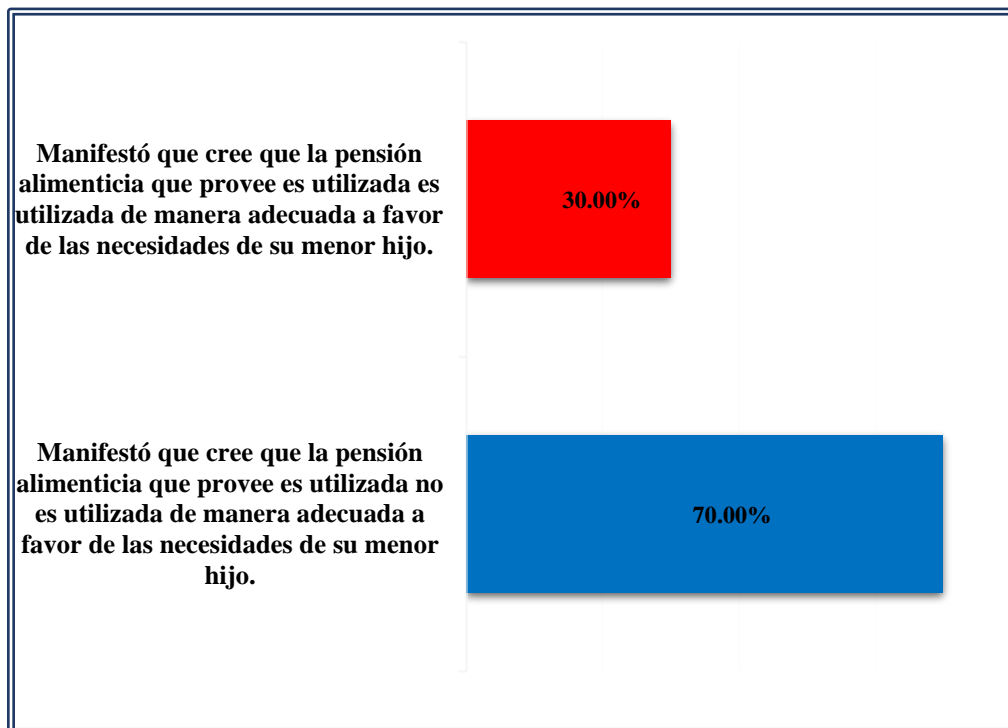 Manifestó que cree que la pensión
alimenticia que provee es utilizada es
utilizada de manera adecuada a favor
de las necesidades de su menor hijo.
30.00%
Manifestó que cree que la pensión
alimenticia que provee es utilizada no
es utilizada de manera adecuada a
favor de las necesidades de su menor
hijo.
70.00%